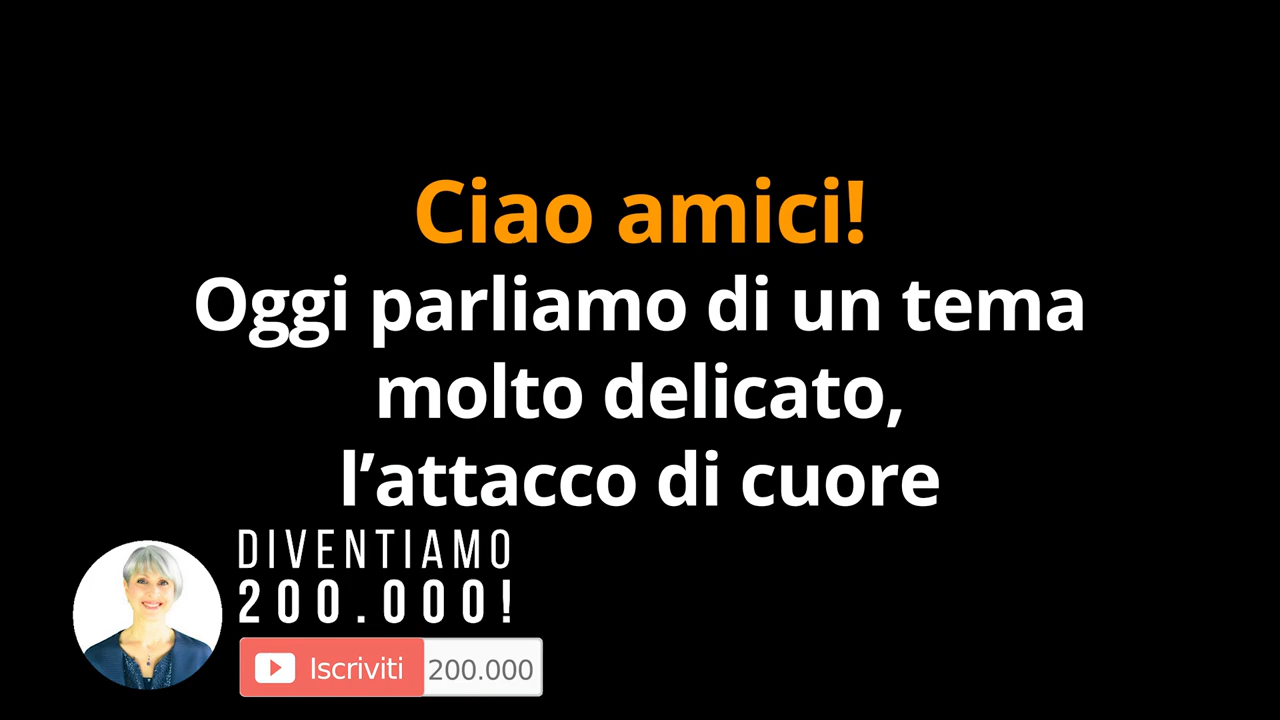 Ciao amici!
Oggi parliamo di un tema
molto delicato,
l’attacco di cuore
DIVENTIAMO
200.000!
Iscriviti 200.000